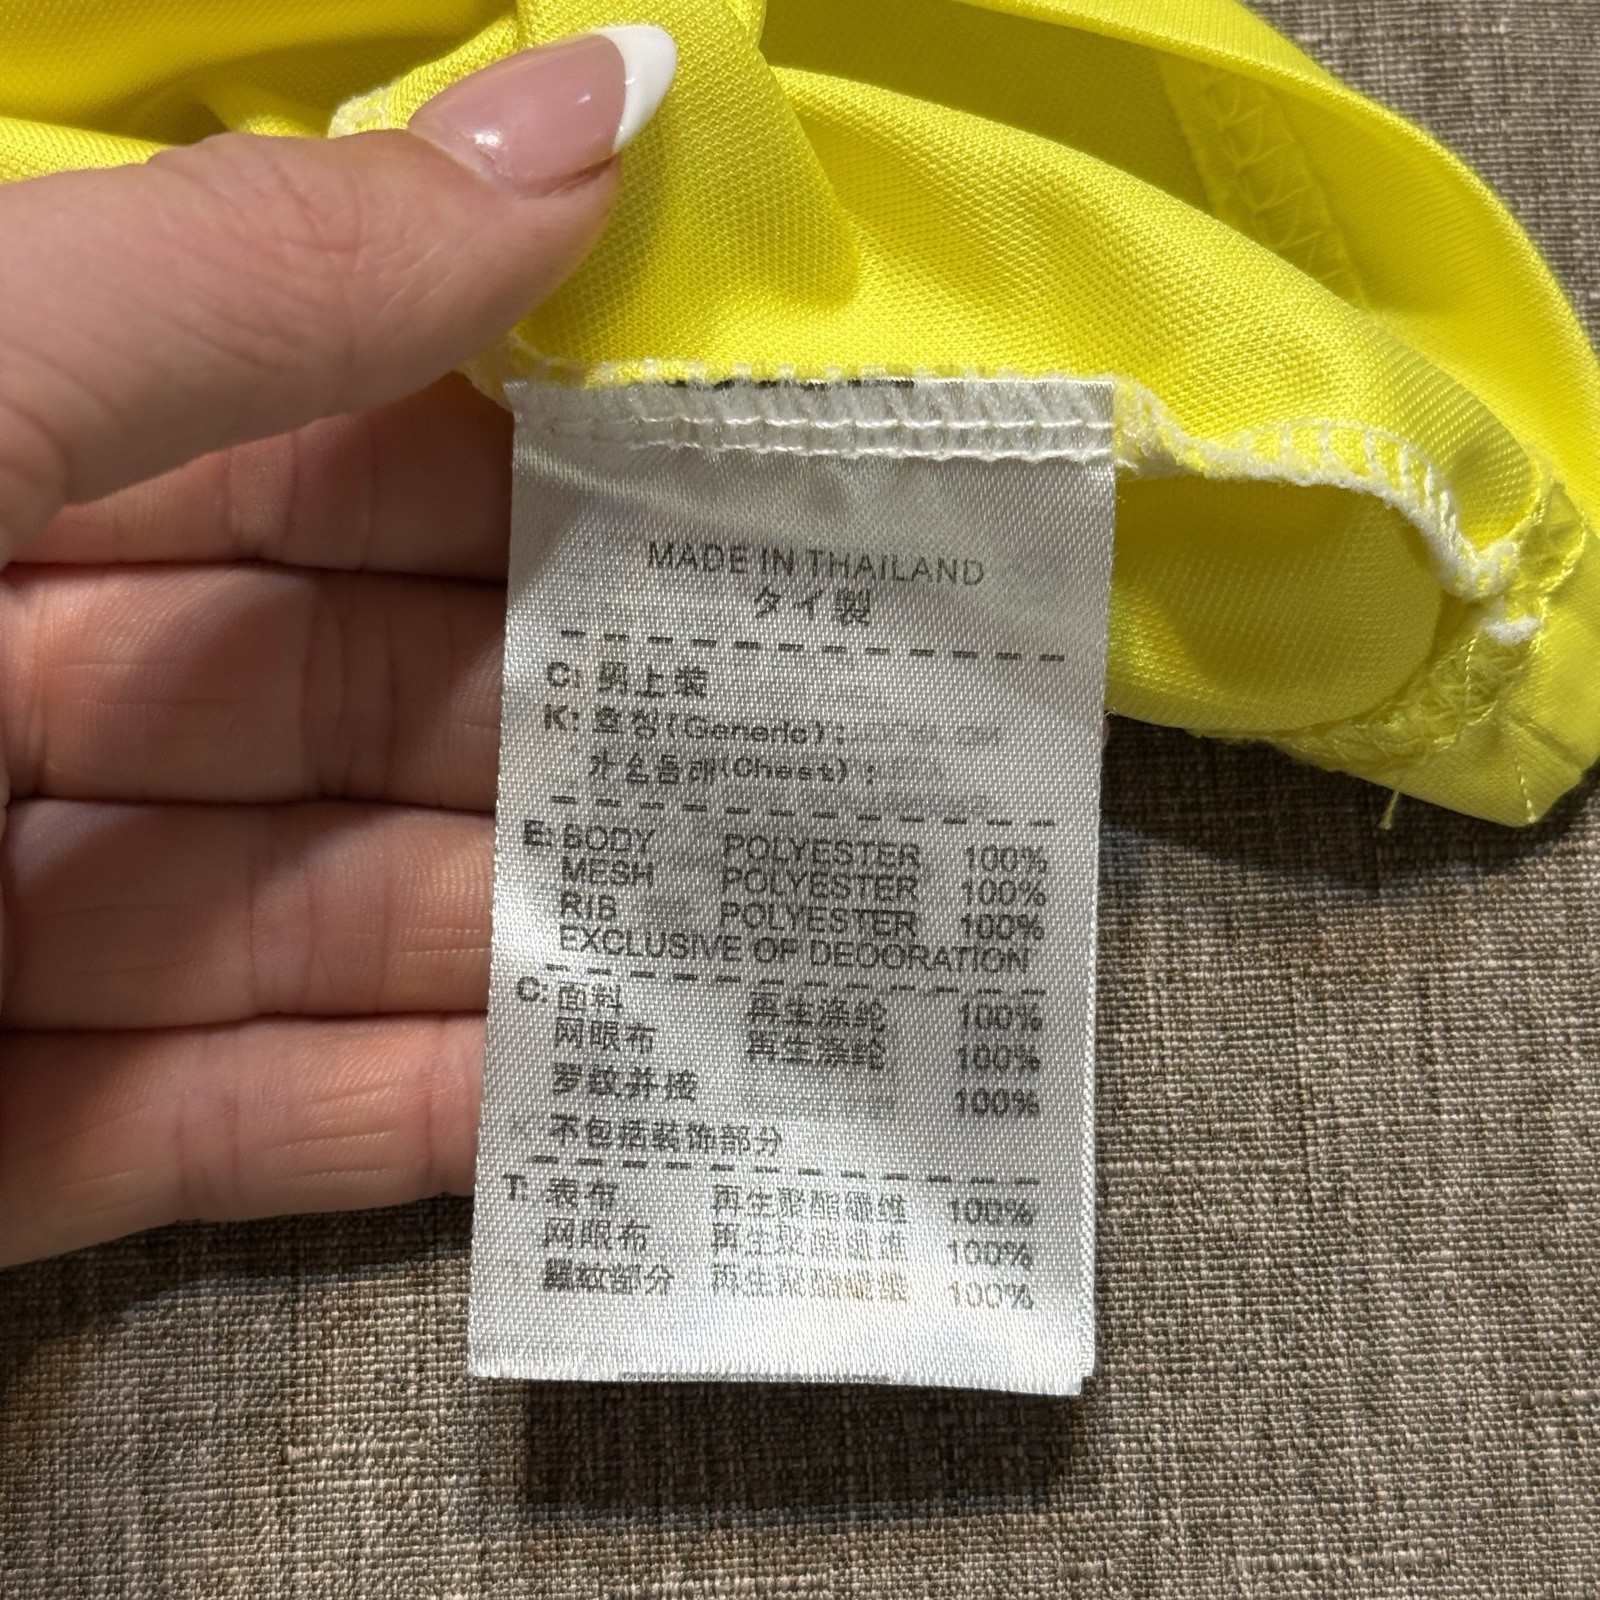 MADE IN THAILAND
タイ製
C: 男上装
K: 호칭(Generic):
가슴둘레(Chest) :
E: BODY POLYESTER 100%
MESH POLYESTER 100%
RIB POLYESTER 100%
EXCLUSIVE OF DECORATION
C: 面料 再生涤纶 100%
网眼布 再生涤纶 100%
罗纹并接 100%
不包括装饰部分
T: 表布 再生聚酯纖维 100%
网眼布 再生聚酯纖维 100%
羅紋部分 再生聚酯纖维 100%